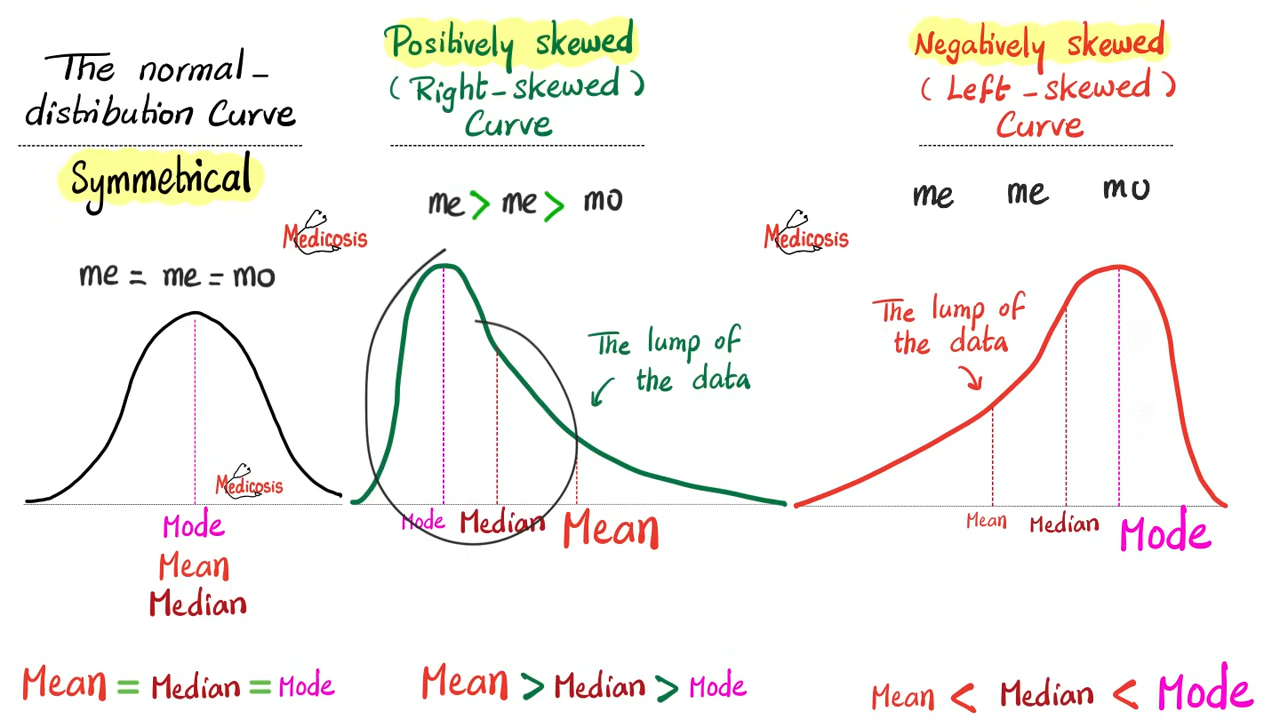 The normal-
distribution Curve
Symmetrical
me = me = mo
Medicosis
Mode
Mean
Median
Mean = Median = Mode
Positively skewed
(Right-skewed)
Curve
me > me > mo
Medicosis
The lump of
the data
Mode Median Mean
Mean > Median > Mode
Negatively skewed
(Left-skewed)
Curve
me me mo
Medicosis
The lump of
the data
Mean Median Mode
Mean < Median < Mode